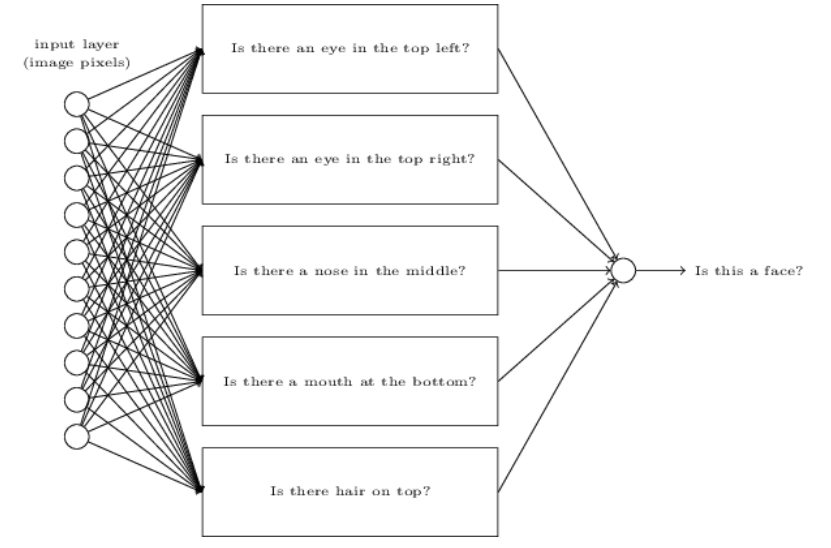 input layer
(image pixels)
Is there an eye in the top left?
Is there an eye in the top right?
Is there a nose in the middle?
Is there a mouth at the bottom?
Is there hair on top?
Is this a face?